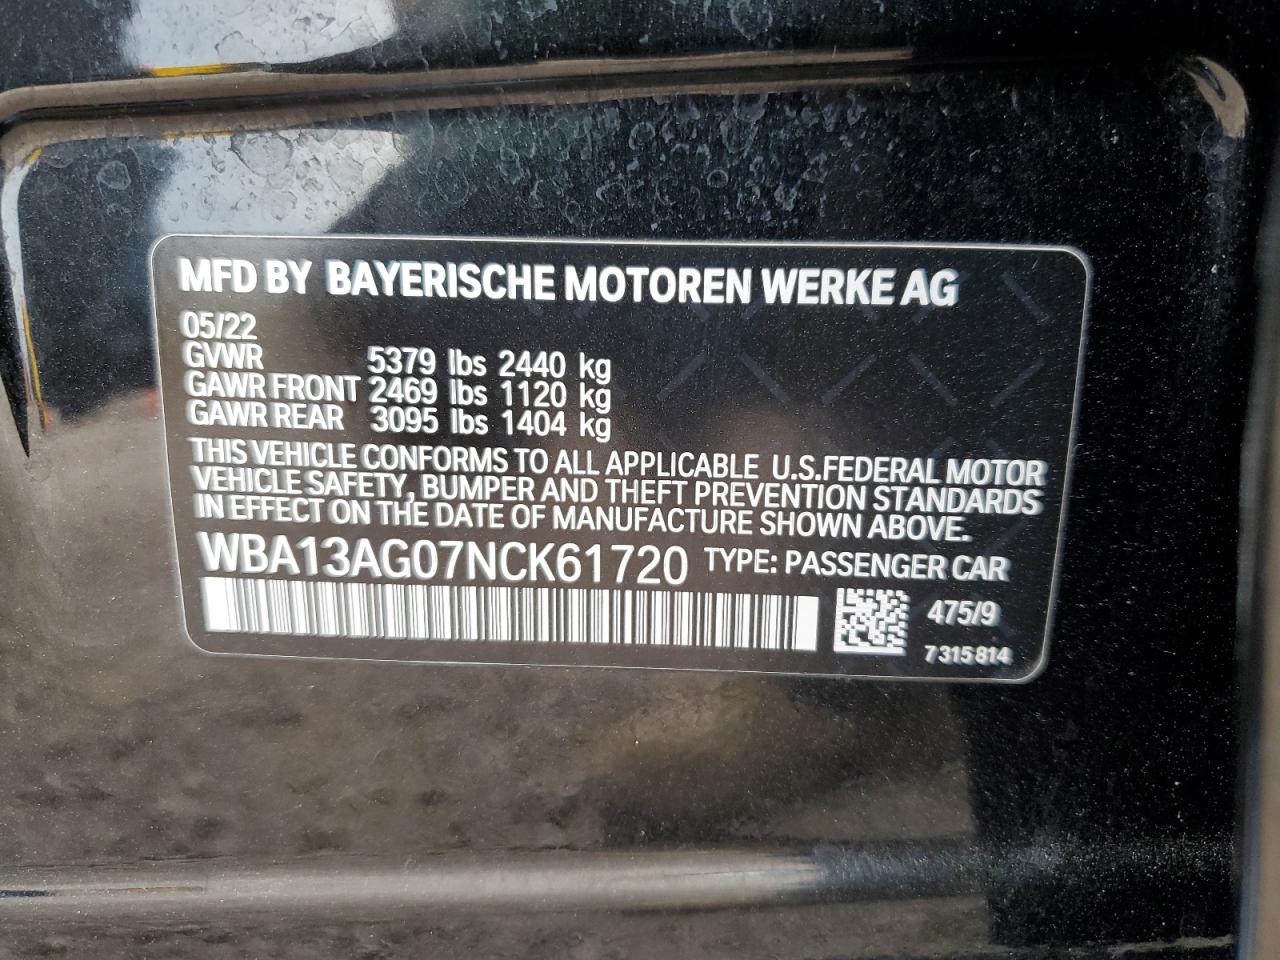 MFD BY BAYERISCHE MOTOREN WERKE AG
05/22
GVWR 5379 lbs 2440 kg
GAWR FRONT 2469 lbs 1120 kg
GAWR REAR 3095 lbs 1404 kg
THIS VEHICLE CONFORMS TO ALL APPLICABLE U.S.FEDERAL MOTOR
VEHICLE SAFETY, BUMPER AND THEFT PREVENTION STANDARDS
IN EFFECT ON THE DATE OF MANUFACTURE SHOWN ABOVE.
WBA13AG07NCK61720 TYPE: PASSENGER CAR
475/9
7 315 814